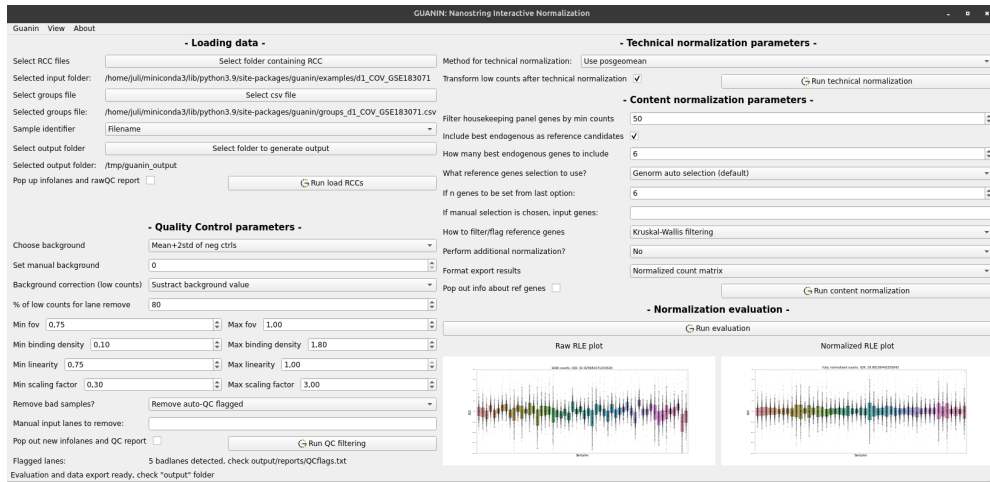 GUANIN: Nanostring Interactive Normalization
Guanin View About
- Loading data -
Select RCC files Select folder containing RCC
Selected input folder: /home/juli/miniconda3/lib/python3.9/site-packages/guanin/examples/d1_COV_GSE183071
Select groups file Select csv file
Selected groups file: /home/juli/miniconda3/lib/python3.9/site-packages/guanin/groups_d1_COV_GSE183071.csv
Sample identifier Filename
Select output folder Select folder to generate output
Selected output folder: /tmp/guanin_output
Pop up infolanes and rawQC report Run load RCCs
- Quality Control parameters -
Choose background Mean+2std of neg ctrls
Set manual background 0
Background correction (low counts) Sustract background value
% of low counts for lane remove 80
Min fov 0,75 Max fov 1,00
Min binding density 0,10 Max binding density 1,80
Min linearity 0,75 Max linearity 1,00
Min scaling factor 0,30 Max scaling factor 3,00
Remove bad samples? Remove auto-QC flagged
Manual input lanes to remove:
Pop out new infolanes and QC report Run QC filtering
Flagged lanes: 5 badlanes detected, check output/reports/QCflags.txt
Evaluation and data export ready, check "output" folder
- Technical normalization parameters -
Method for technical normalization: Use posgeomean
Transform low counts after technical normalization Run technical normalization
- Content normalization parameters -
Filter housekeeping panel genes by min counts 50
Include best endogenous as reference candidates
How many best endogenous genes to include 6
What reference genes selection to use? Genorm auto selection (default)
If n genes to be set from last option: 6
If manual selection is chosen, input genes:
How to filter/flag reference genes Kruskal-Wallis filtering
Perform additional normalization? No
Format export results Normalized count matrix
Pop out info about ref genes Run content normalization
- Normalization evaluation -
Run evaluation
Raw RLE plot Normalized RLE plot
Samples Samples